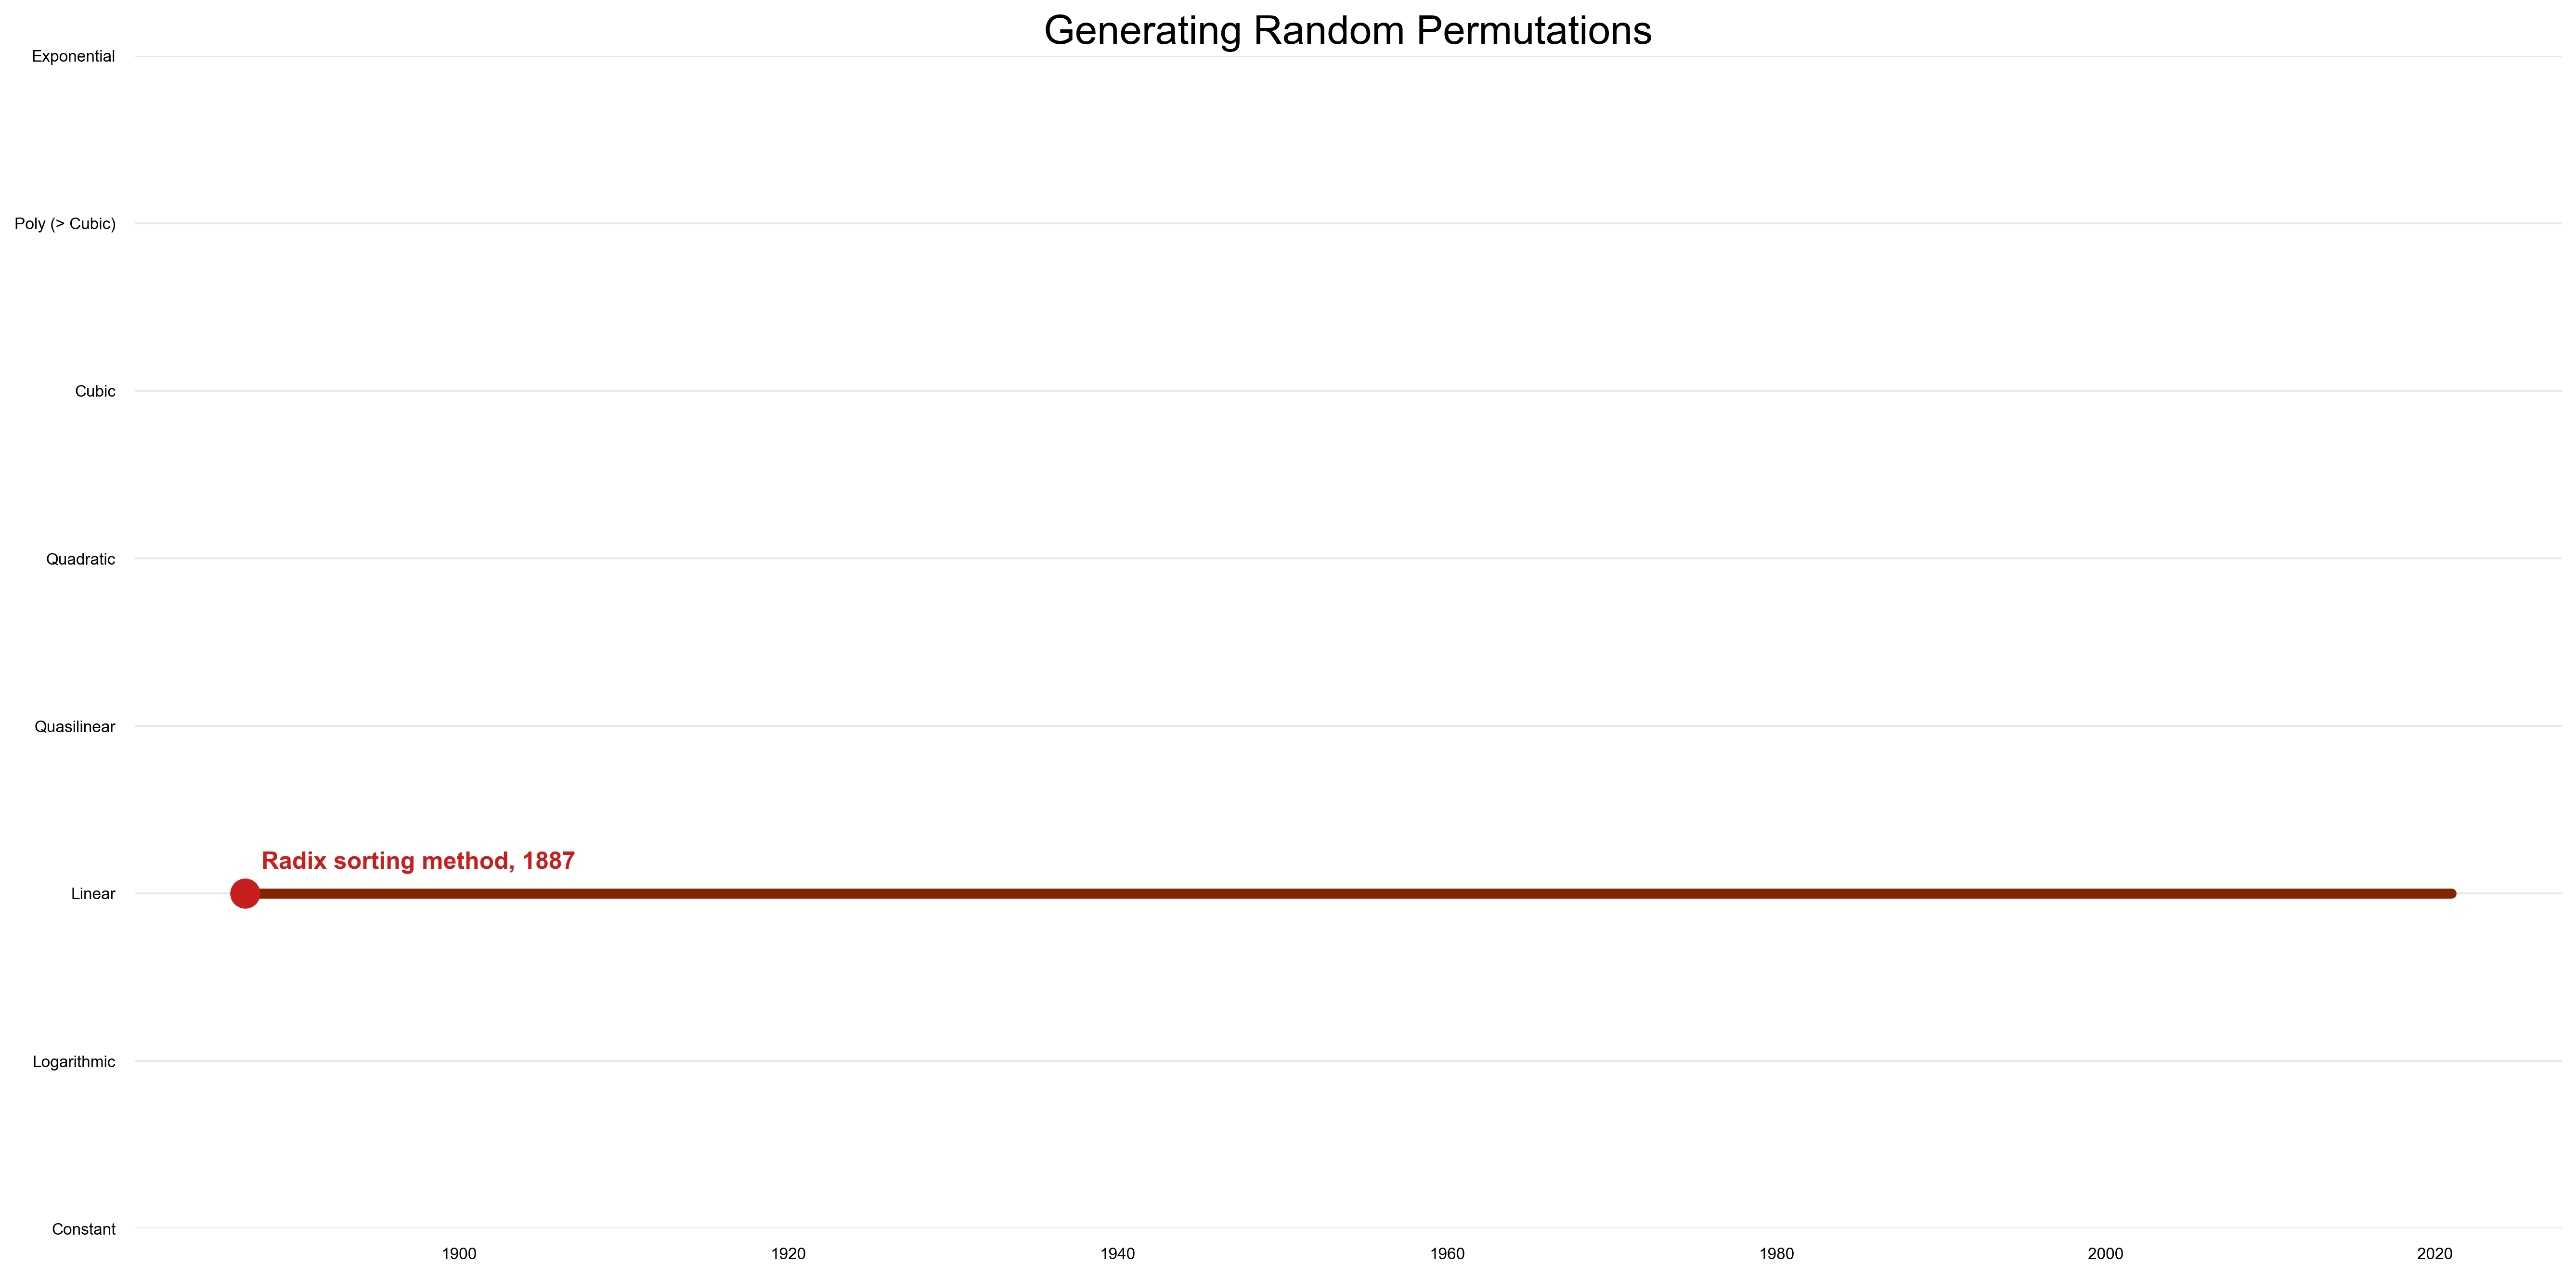 Generating Random Permutations
Exponential
Poly (> Cubic)
Cubic
Quadratic
Quasilinear
Radix sorting method, 1887
Linear
Logarithmic
Constant
1900 1920 1940 1960 1980 2000 2020